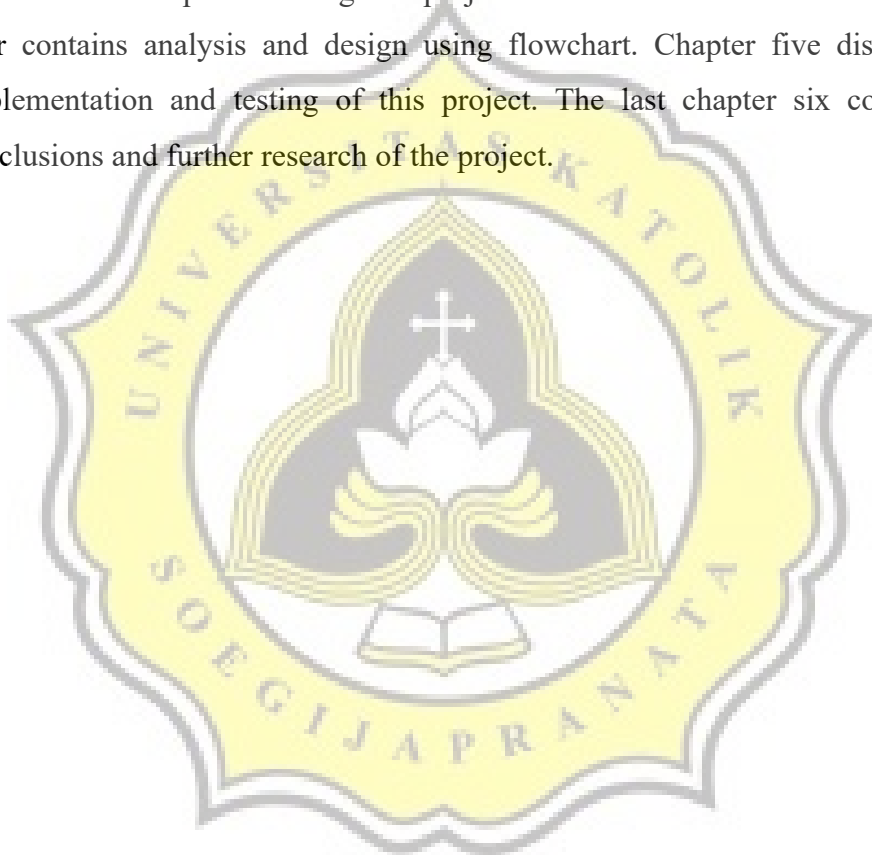 r contains analysis and design using flowchart. Chapter five dis
plementation and testing of this project. The last chapter six co
clusions and further research of the project.
UNIVERSITAS KATOLIK
SOEGIJAPRANATA